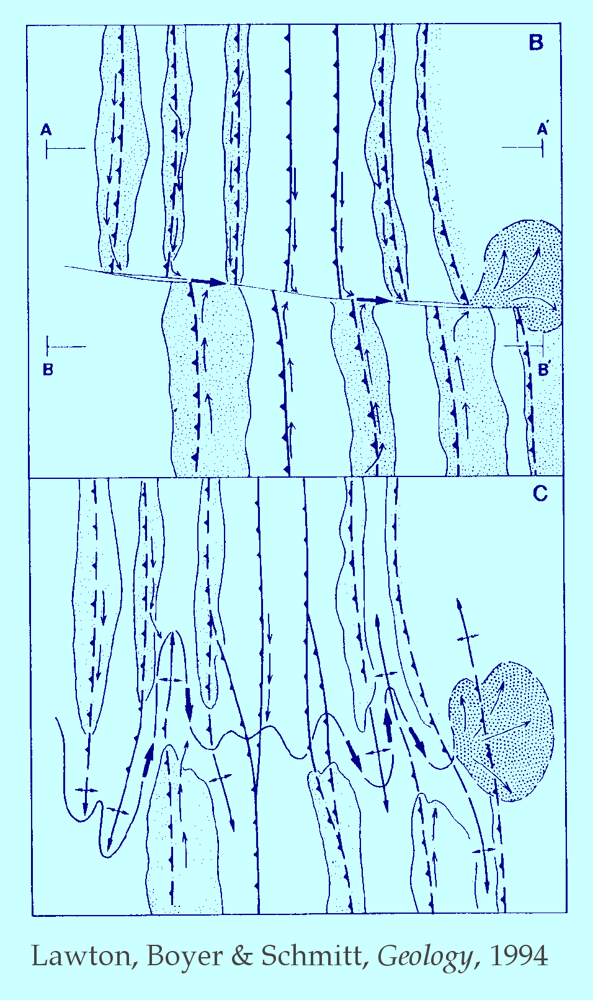 B
A A′
B B′
C
Lawton, Boyer & Schmitt, Geology, 1994